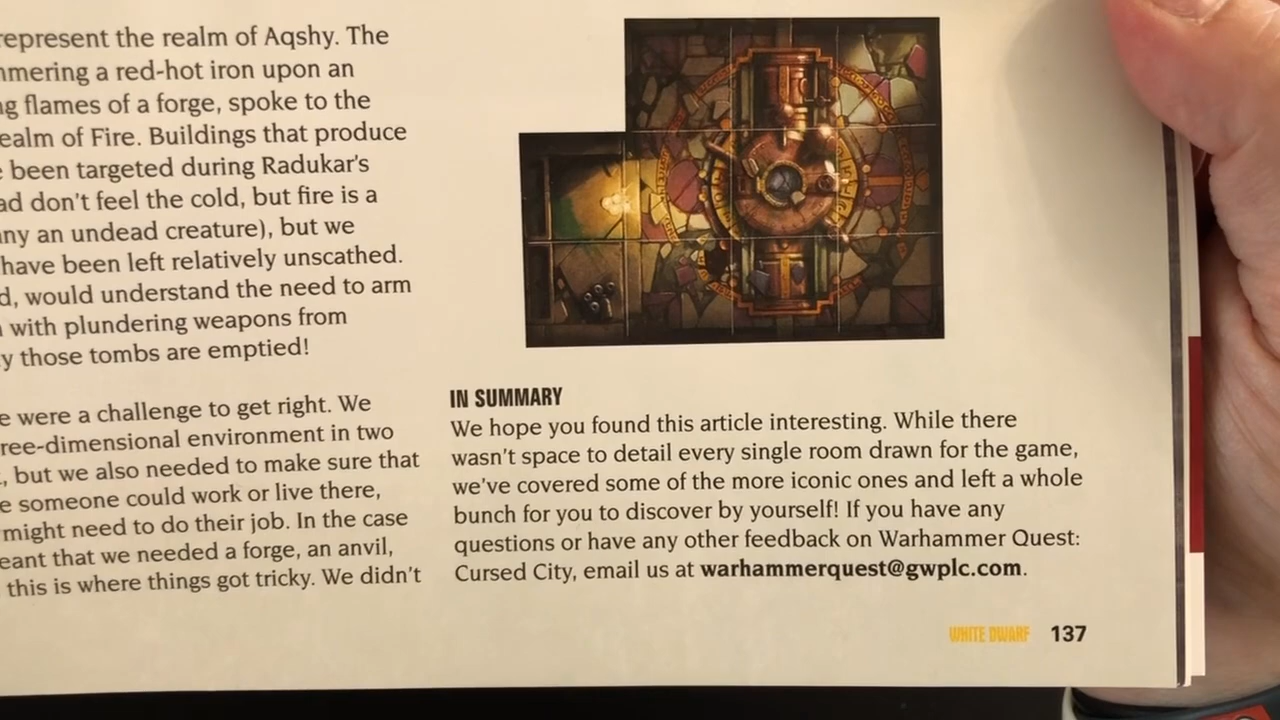 represent the realm of Aqshy. The
a red-hot iron upon an
flames of a forge, spoke to the
of Fire. Buildings that produce
been targeted during Radukar's
don't feel the cold, but fire is a
an undead creature), but we
have been left relatively unscathed.
would understand the need to arm
with plundering weapons from
those tombs are emptied!
were a challenge to get right. We
environment in two
but we also needed to make sure that
someone could work or live there,
might need to do their job. In the case
that we needed a forge, an anvil,
this is where things got tricky. We didn't
IN SUMMARY
We hope you found this article interesting. While there
wasn't space to detail every single room drawn for the game,
we've covered some of the more iconic ones and left a whole
bunch for you to discover by yourself! If you have any
questions or have any other feedback on Warhammer Quest:
Cursed City, email us at warhammerquest@gwplc.com.
WHITE DWARF 137